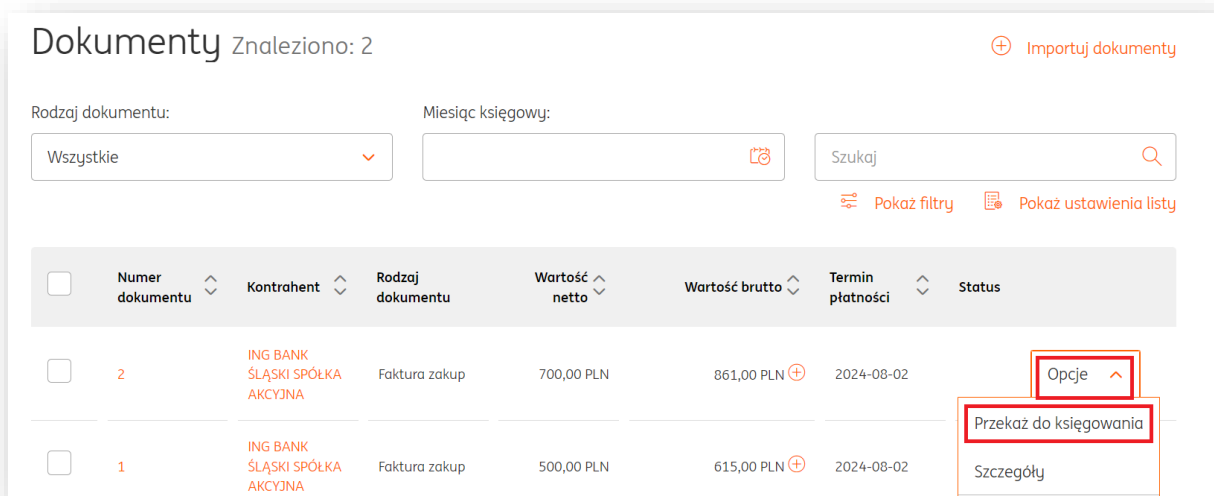 Dokumenty Znaleziono: 2
Importuj dokumenty
Rodzaj dokumentu:
Miesiąc księgowy:
Wszystkie
Szukaj
Pokaż filtry
Pokaż ustawienia listy
Numer dokumentu
Kontrahent
Rodzaj dokumentu
Wartość netto
Wartość brutto
Termin płatności
Status
2
ING BANK
ŚLĄSKI SPÓŁKA
AKCYJNA
Faktura zakup
700,00 PLN
861,00 PLN
2024-08-02
Opcje
Przekaż do księgowania
Szczegóły
1
ING BANK
ŚLĄSKI SPÓŁKA
AKCYJNA
Faktura zakup
500,00 PLN
615,00 PLN
2024-08-02